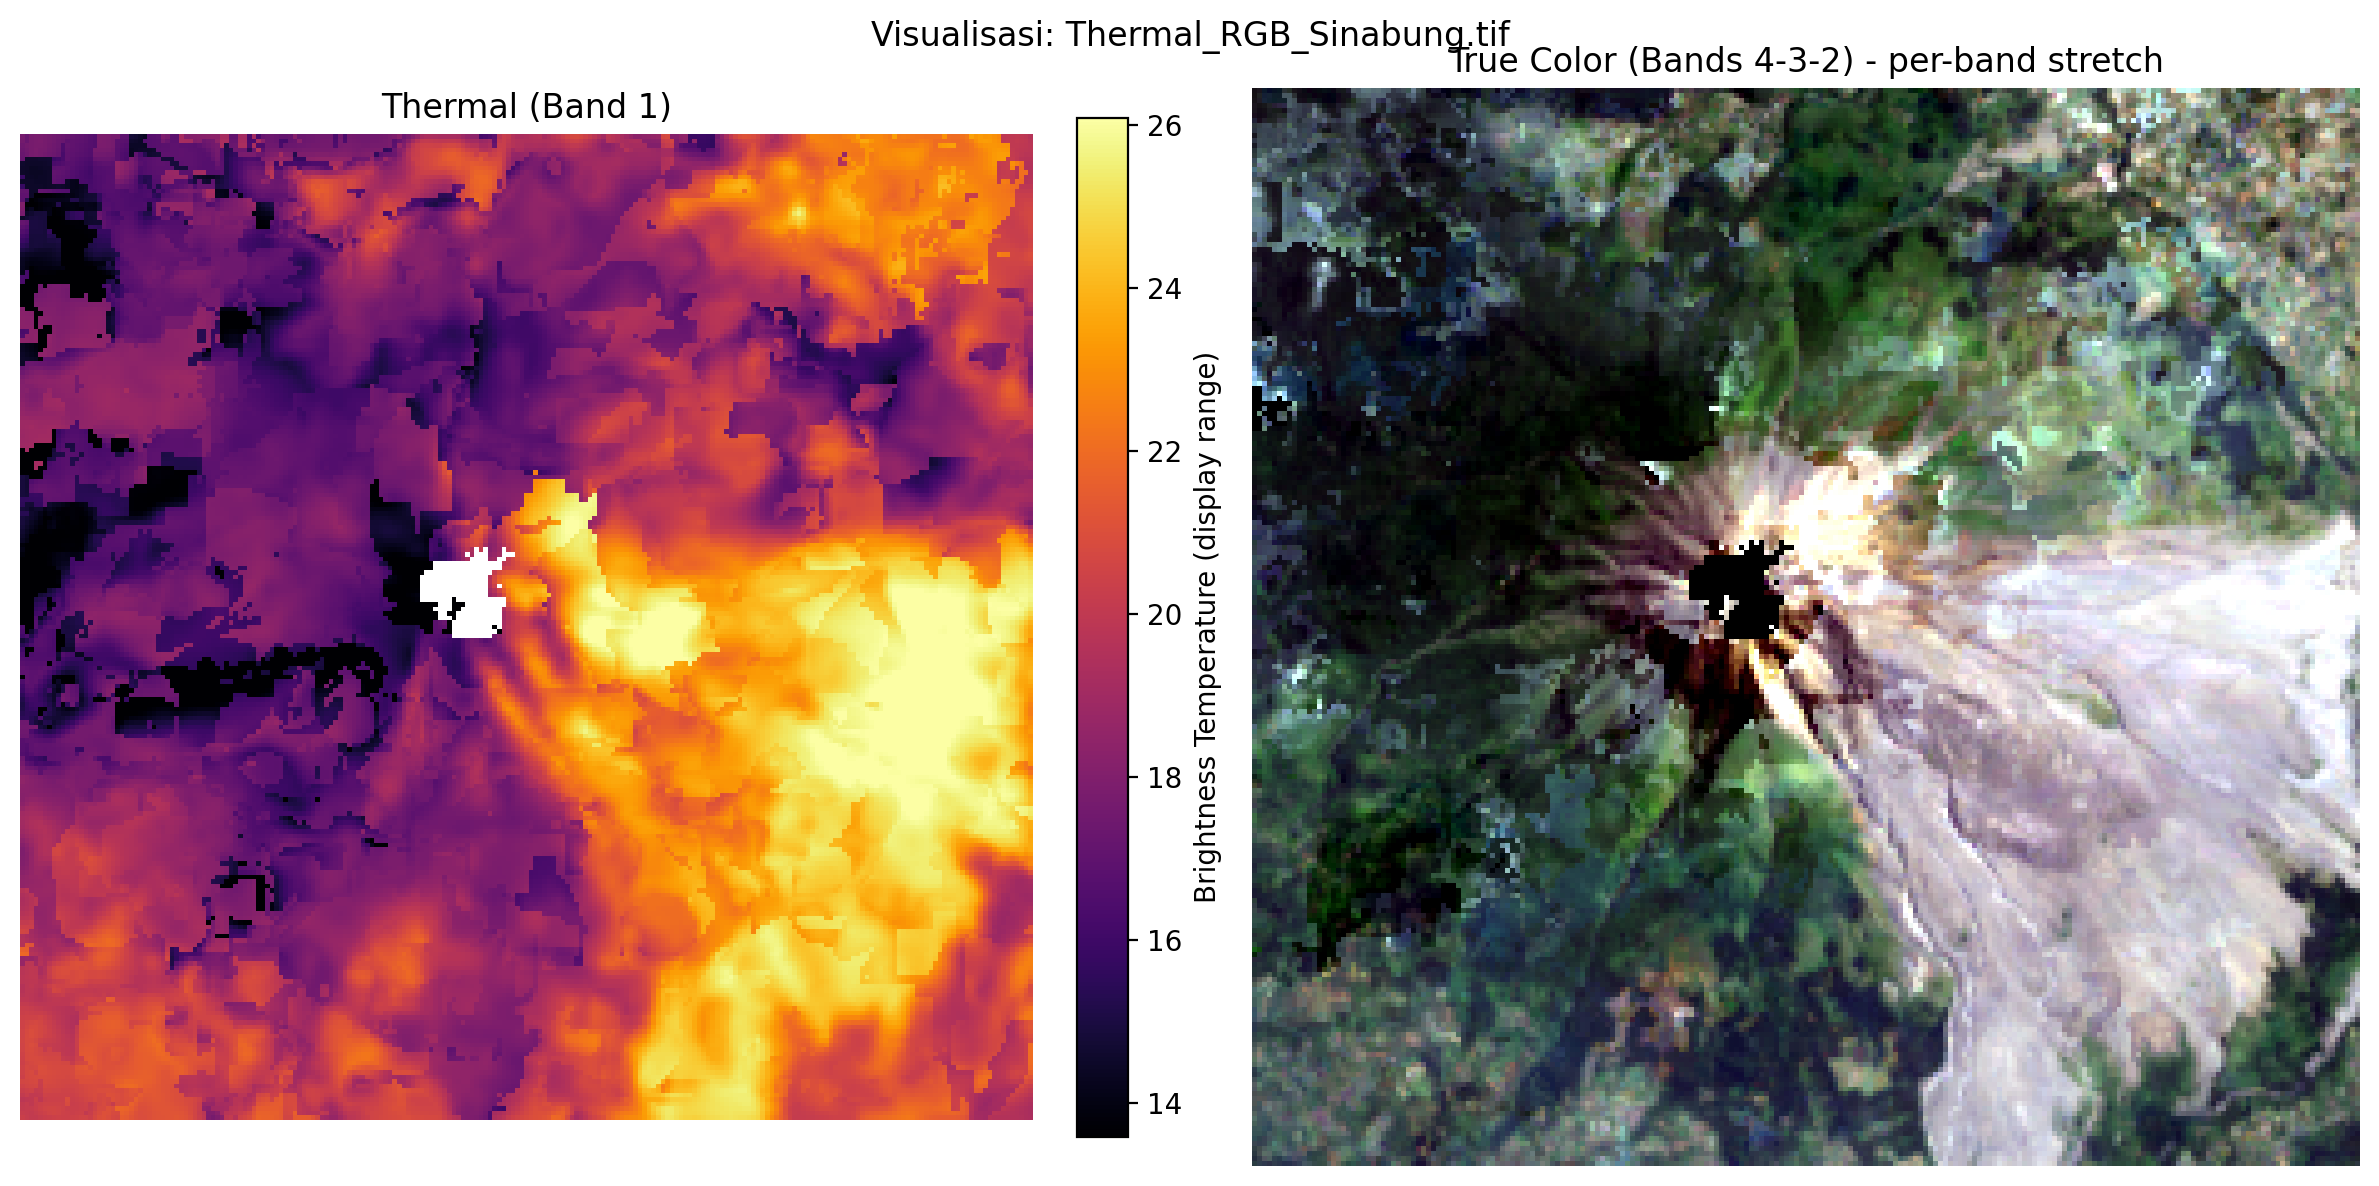 Visualisasi: Thermal_RGB_Sinabung.tif
Thermal (Band 1)
True Color (Bands 4-3-2) - per-band stretch
26
24
22
20
18
16
14
Brightness Temperature (display range)